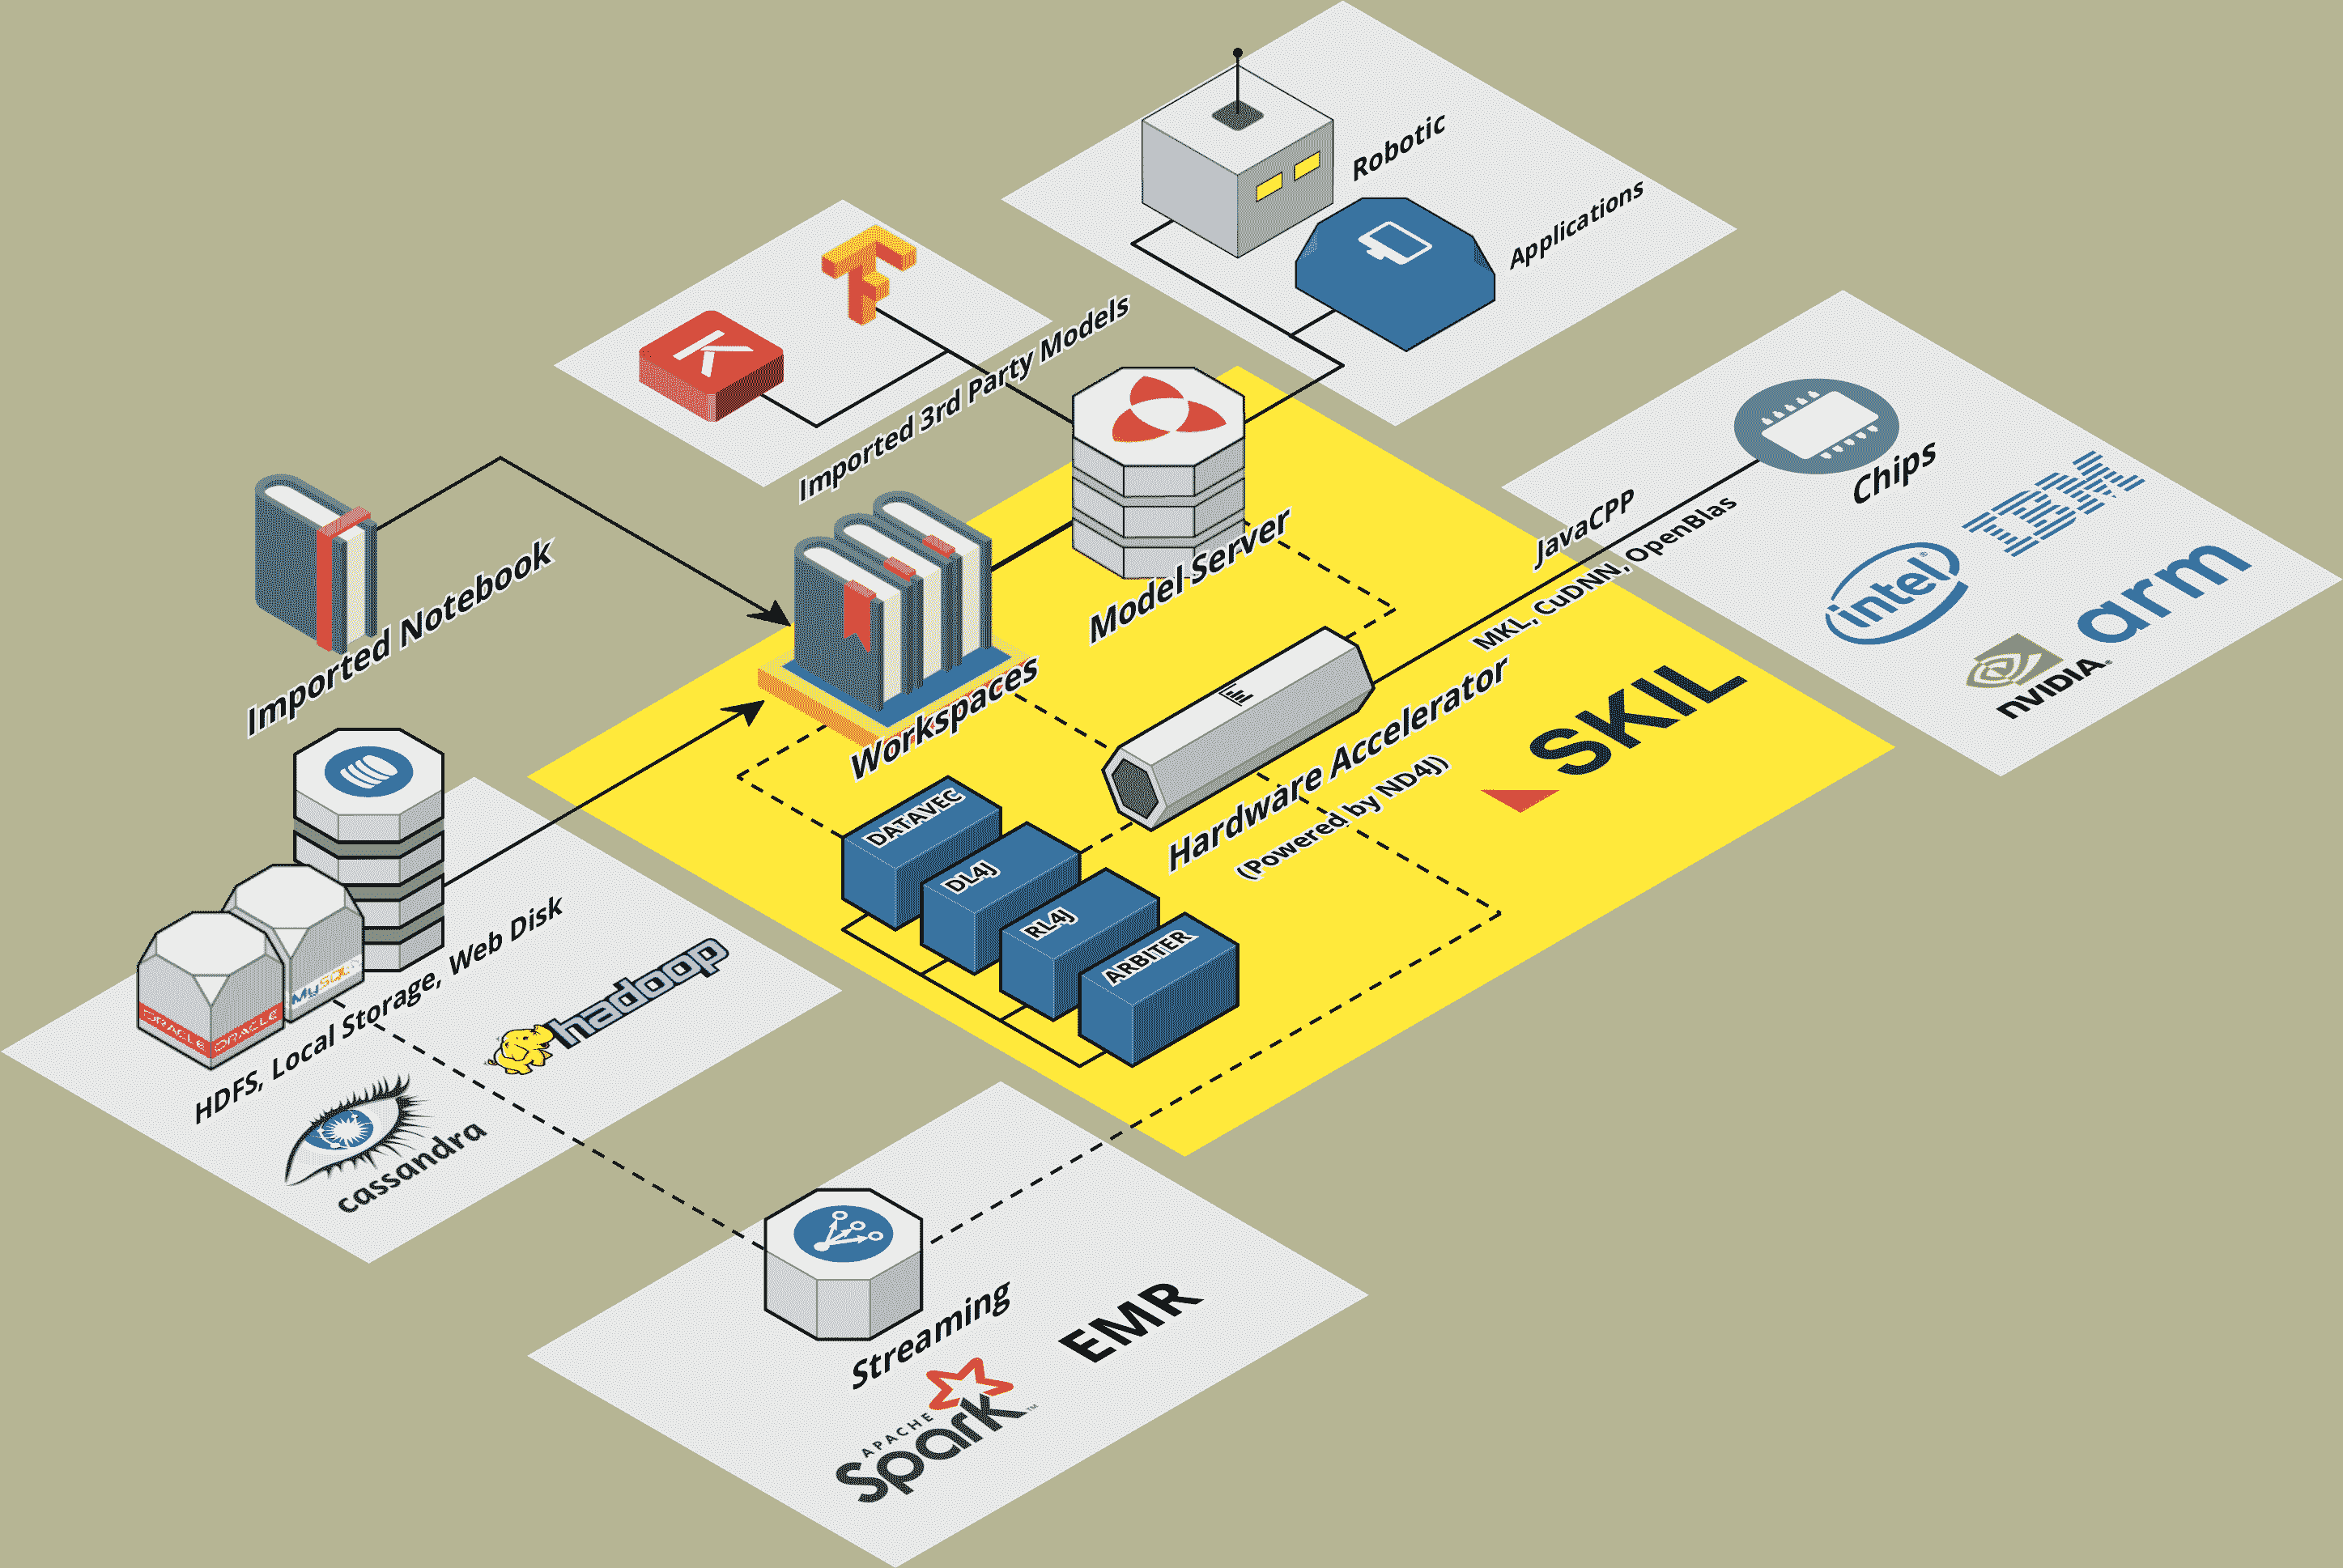 Robotic
Applications
K
Imported 3rd Party Models
Chips
IBM
intel
®
arm
nVIDIA®
JavaCPP
MKL, CuDNN, OpenBlas
Model Server
Imported Notebook
Workspaces
Hardware Accelerator
(Powered by ND4J)
SKIL
DATAVEC
DL4J
RL4J
ARBITER
MySQL
ORACLE ORACLE
HDFS, Local Storage, Web Disk
hadoop
cassandra
Streaming
EMR
APACHE
Spark™